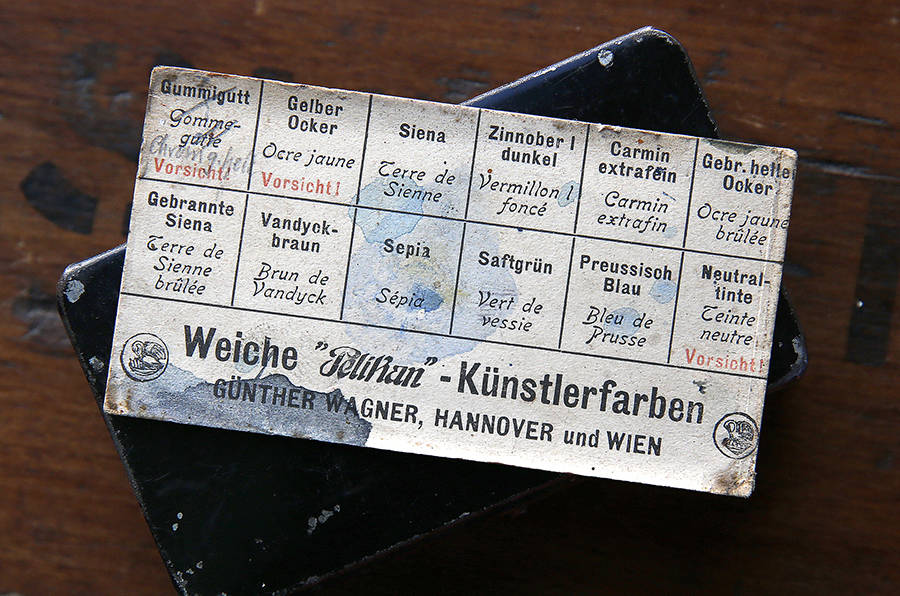 Gummigutt
Gomme-
gutte
Vorsicht!
Gelber
Ocker
Ocre jaune
Vorsicht!
Siena
Terre de
Sienne
Zinnober I
dunkel
Vermillon I
foncé
Carmin
extrafein
Carmin
extrafin
Gebr. heller
Ocker
Ocre jaune
brûlée
Gebrannte
Siena
Terre de
Sienne
brûlée
Vandyck-
braun
Brun de
Vandyck
Sepia
Sépia
Saftgrün
Vert de
vessie
Preussisch
Blau
Bleu de
Prusse
Neutral-
tinte
Teinte
neutre
Vorsicht!
Weiche "Pelikan"-Künstlerfarben
GÜNTHER WAGNER, HANNOVER und WIEN